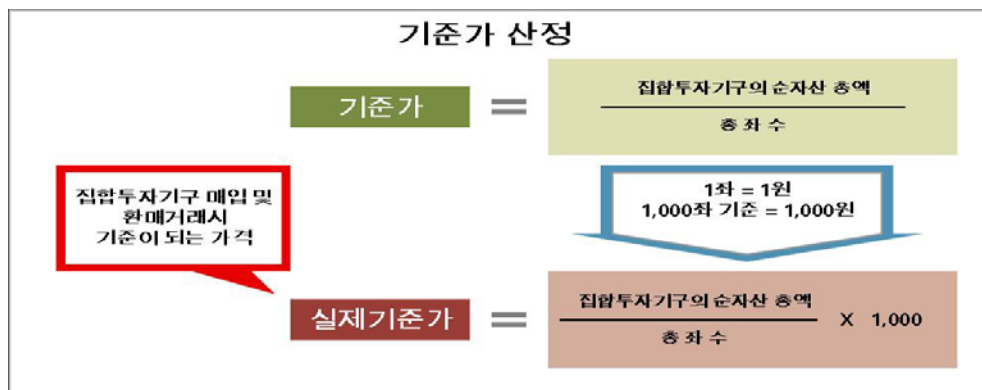 기준가 산정
기준가
=
집합투자기구의 순자산 총액
총 좌 수
집합투자기구 매입 및
환매거래시
기준이 되는 가격
1좌 = 1원
1,000좌 기준 = 1,000원
실제기준가
=
집합투자기구의 순자산 총액
총 좌 수
X 1,000